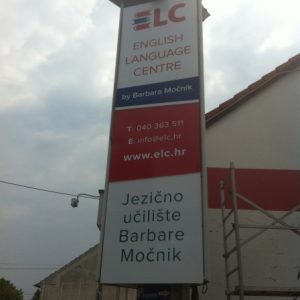 ELC
ENGLISH
LANGUAGE
CENTRE
by Barbara Močnik
T: 040 363 511
E: info@elc.hr
www.elc.hr
Jezično
učilište
Barbare
Močnik